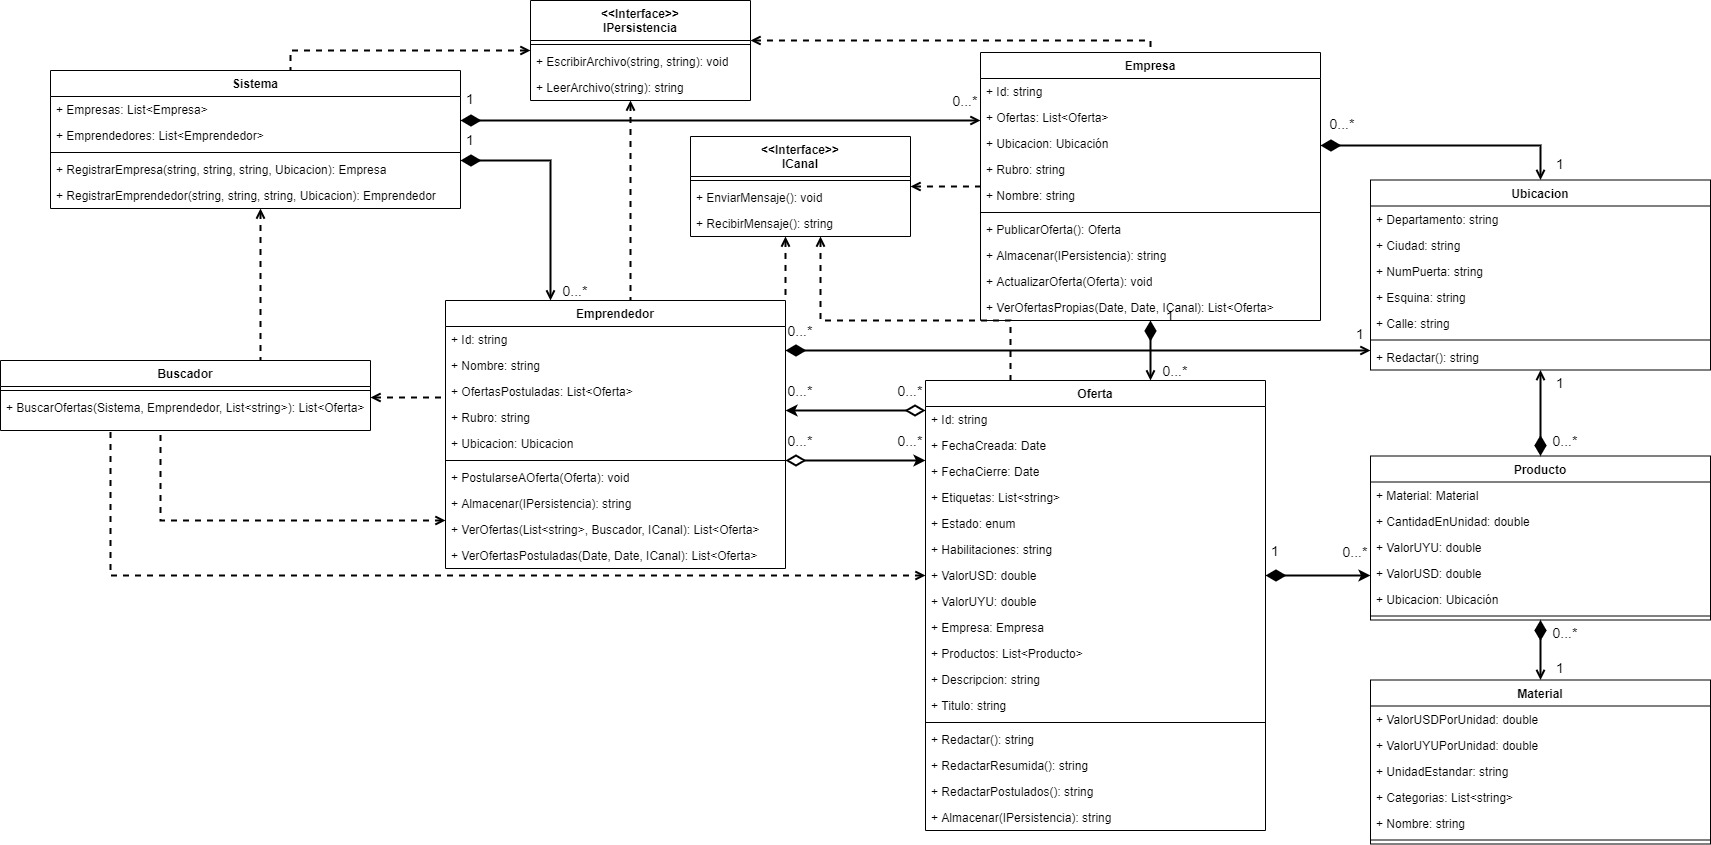 <<Interface>>
IPersistencia
+ EscribirArchivo(string, string): void
+ LeerArchivo(string): string
Sistema
+ Empresas: List<Empresa>
+ Emprendedores: List<Emprendedor>
+ RegistrarEmpresa(string, string, string, Ubicacion): Empresa
+ RegistrarEmprendedor(string, string, string, Ubicacion): Emprendedor
1
1
0...*
0...*
<<Interface>>
ICanal
+ EnviarMensaje(): void
+ RecibirMensaje(): string
Empresa
+ Id: string
+ Ofertas: List<Oferta>
+ Ubicacion: Ubicación
+ Rubro: string
+ Nombre: string
+ PublicarOferta(): Oferta
+ Almacenar(IPersistencia): string
+ ActualizarOferta(Oferta): void
+ VerOfertasPropias(Date, Date, ICanal): List<Oferta>
0...*
1
1
0...*
Ubicacion
+ Departamento: string
+ Ciudad: string
+ NumPuerta: string
+ Esquina: string
+ Calle: string
+ Redactar(): string
Buscador
+ BuscarOfertas(Sistema, Emprendedor, List<string>): List<Oferta>
Emprendedor
+ Id: string
+ Nombre: string
+ OfertasPostuladas: List<Oferta>
+ Rubro: string
+ Ubicacion: Ubicacion
+ PostularseAOferta(Oferta): void
+ Almacenar(IPersistencia): string
+ VerOfertas(List<string>, Buscador, ICanal): List<Oferta>
+ VerOfertasPostuladas(Date, Date, ICanal): List<Oferta>
0...*
1
0...*
0...*
0...*
0...*
Oferta
+ Id: string
+ FechaCreada: Date
+ FechaCierre: Date
+ Etiquetas: List<string>
+ Estado: enum
+ Habilitaciones: string
+ ValorUSD: double
+ ValorUYU: double
+ Empresa: Empresa
+ Productos: List<Producto>
+ Descripcion: string
+ Titulo: string
+ Redactar(): string
+ RedactarResumida(): string
+ RedactarPostulados(): string
+ Almacenar(IPersistencia): string
1
0...*
1
0...*
Producto
+ Material: Material
+ CantidadEnUnidad: double
+ ValorUYU: double
+ ValorUSD: double
+ Ubicacion: Ubicación
0...*
1
Material
+ ValorUSDPorUnidad: double
+ ValorUYUPorUnidad: double
+ UnidadEstandar: string
+ Categorias: List<string>
+ Nombre: string